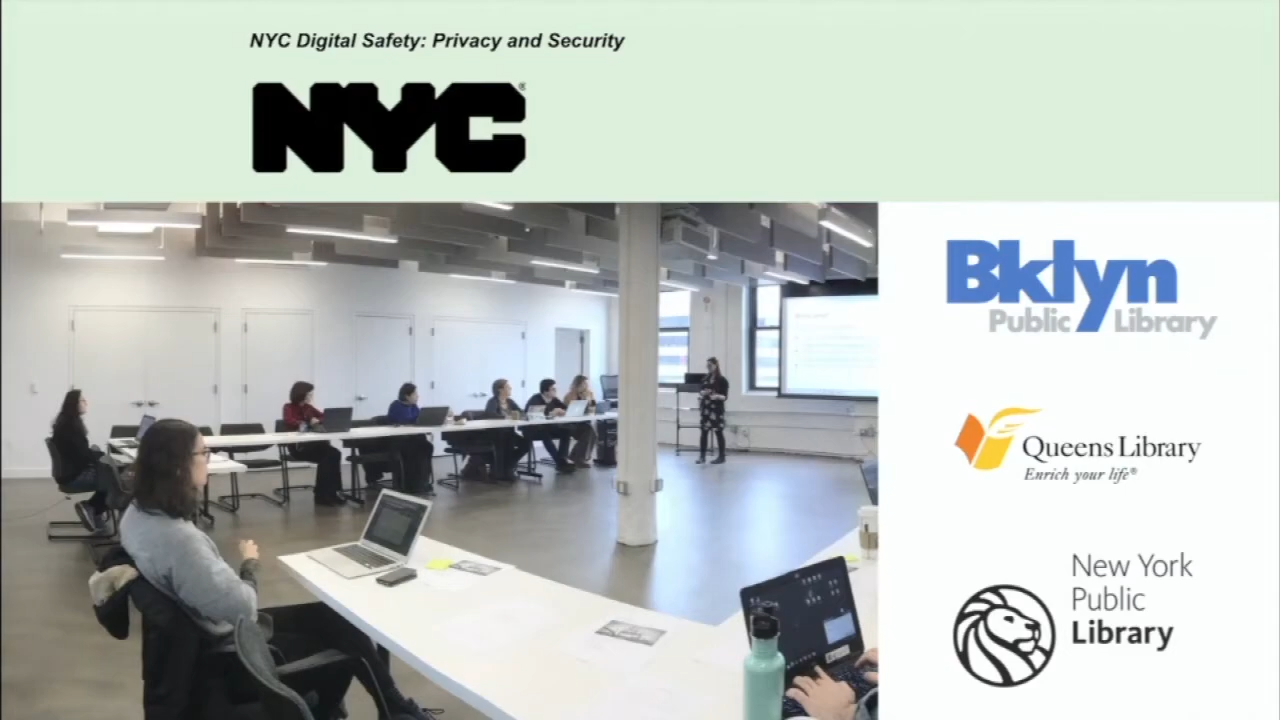 NYC Digital Safety: Privacy and Security
NYC®
Bklyn
Public Library
Queens Library
Enrich your life®
New York
Public
Library